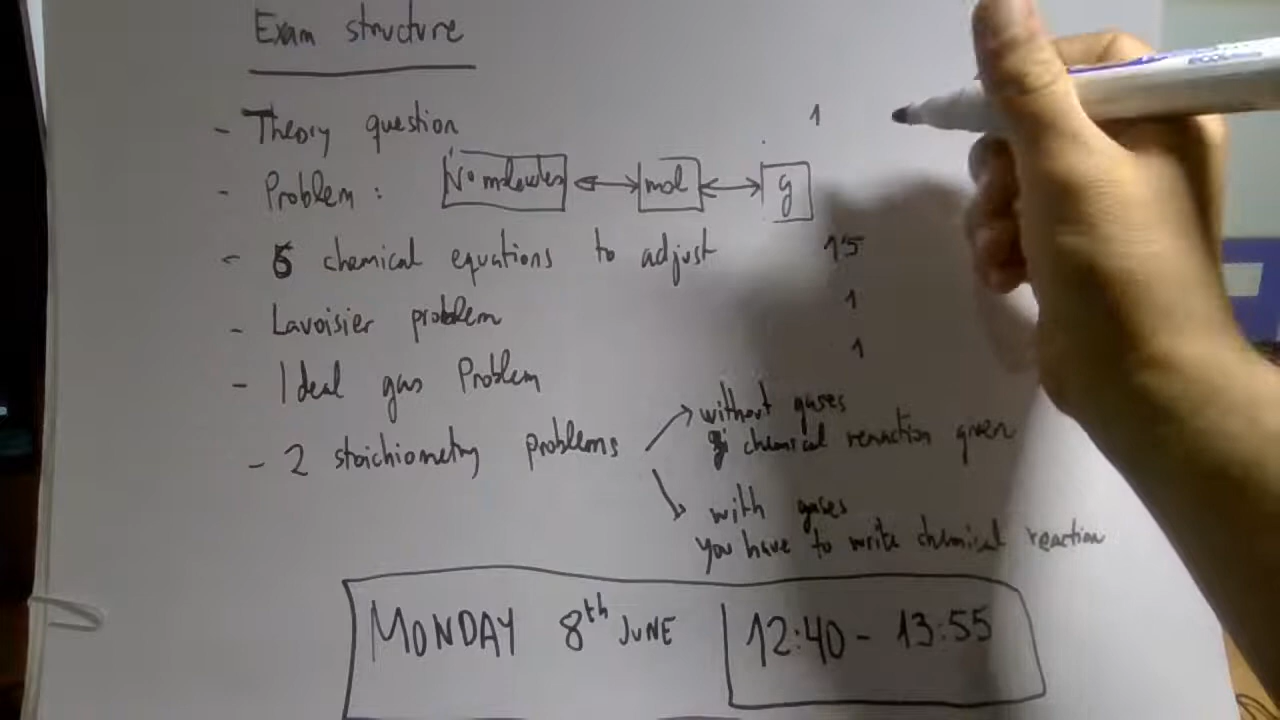 Exam structure
- Theory question 1
- Problem: Nº molecules ↔ mol ↔ g
- 5 chemical equations to adjust 1'5
- Lavoisier problem 1
- Ideal gas Problem 1
- 2 stoichiometry problems
without gases
chemical reaction given
with gases
you have to write chemical reaction
MONDAY 8th JUNE 12:40 - 13:55